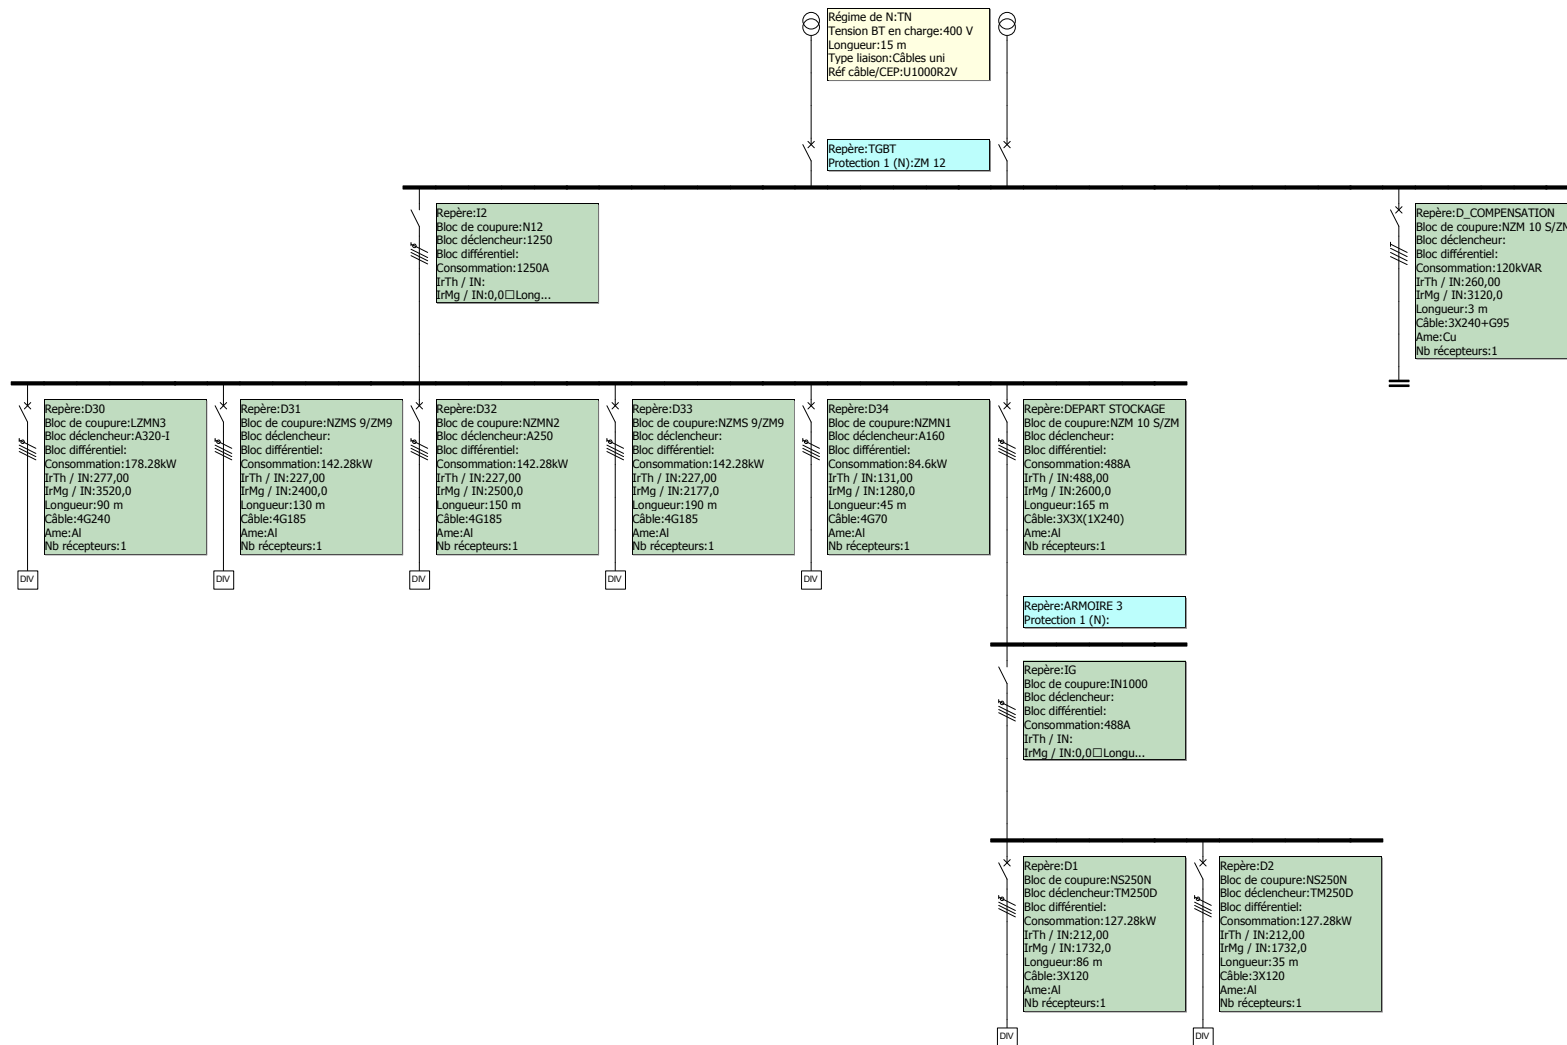 Régime de N:TN
Tension BT en charge:400 V
Longueur:15 m
Type liaison:Câbles uni
Réf câble/CEP:U1000R2V
Repère:TGBT
Protection 1 (N):ZM 12
Repère:I2
Bloc de coupure:N12
Bloc déclencheur:1250
Bloc différentiel:
Consommation:1250A
IrTh / IN:
IrMg / IN:0,0□Long...
Repère:D_COMPENSATION
Bloc de coupure:NZM 10 S/ZM
Bloc déclencheur:
Bloc différentiel:
Consommation:120kVAR
IrTh / IN:260,00
IrMg / IN:3120,0
Longueur:3 m
Câble:3X240+G95
Ame:Cu
Nb récepteurs:1
Repère:D30
Bloc de coupure:LZMN3
Bloc déclencheur:A320-I
Bloc différentiel:
Consommation:178.28kW
IrTh / IN:277,00
IrMg / IN:3520,0
Longueur:90 m
Câble:4G240
Ame:Al
Nb récepteurs:1
DIV
Repère:D31
Bloc de coupure:NZMS 9/ZM9
Bloc déclencheur:
Bloc différentiel:
Consommation:142.28kW
IrTh / IN:227,00
IrMg / IN:2400,0
Longueur:130 m
Câble:4G185
Ame:Al
Nb récepteurs:1
DIV
Repère:D32
Bloc de coupure:NZMN2
Bloc déclencheur:A250
Bloc différentiel:
Consommation:142.28kW
IrTh / IN:227,00
IrMg / IN:2500,0
Longueur:150 m
Câble:4G185
Ame:Al
Nb récepteurs:1
DIV
Repère:D33
Bloc de coupure:NZMS 9/ZM9
Bloc déclencheur:
Bloc différentiel:
Consommation:142.28kW
IrTh / IN:227,00
IrMg / IN:2177,0
Longueur:190 m
Câble:4G185
Ame:Al
Nb récepteurs:1
DIV
Repère:D34
Bloc de coupure:NZMN1
Bloc déclencheur:A160
Bloc différentiel:
Consommation:84.6kW
IrTh / IN:131,00
IrMg / IN:1280,0
Longueur:45 m
Câble:4G70
Ame:Al
Nb récepteurs:1
DIV
Repère:DEPART STOCKAGE
Bloc de coupure:NZM 10 S/ZM
Bloc déclencheur:
Bloc différentiel:
Consommation:488A
IrTh / IN:488,00
IrMg / IN:2600,0
Longueur:165 m
Câble:3X3X(1X240)
Ame:Al
Nb récepteurs:1
Repère:ARMOIRE 3
Protection 1 (N):
Repère:IG
Bloc de coupure:IN1000
Bloc déclencheur:
Bloc différentiel:
Consommation:488A
IrTh / IN:
IrMg / IN:0,0□Longu...
Repère:D1
Bloc de coupure:NS250N
Bloc déclencheur:TM250D
Bloc différentiel:
Consommation:127.28kW
IrTh / IN:212,00
IrMg / IN:1732,0
Longueur:86 m
Câble:3X120
Ame:Al
Nb récepteurs:1
DIV
Repère:D2
Bloc de coupure:NS250N
Bloc déclencheur:TM250D
Bloc différentiel:
Consommation:127.28kW
IrTh / IN:212,00
IrMg / IN:1732,0
Longueur:35 m
Câble:3X120
Ame:Al
Nb récepteurs:1
DIV